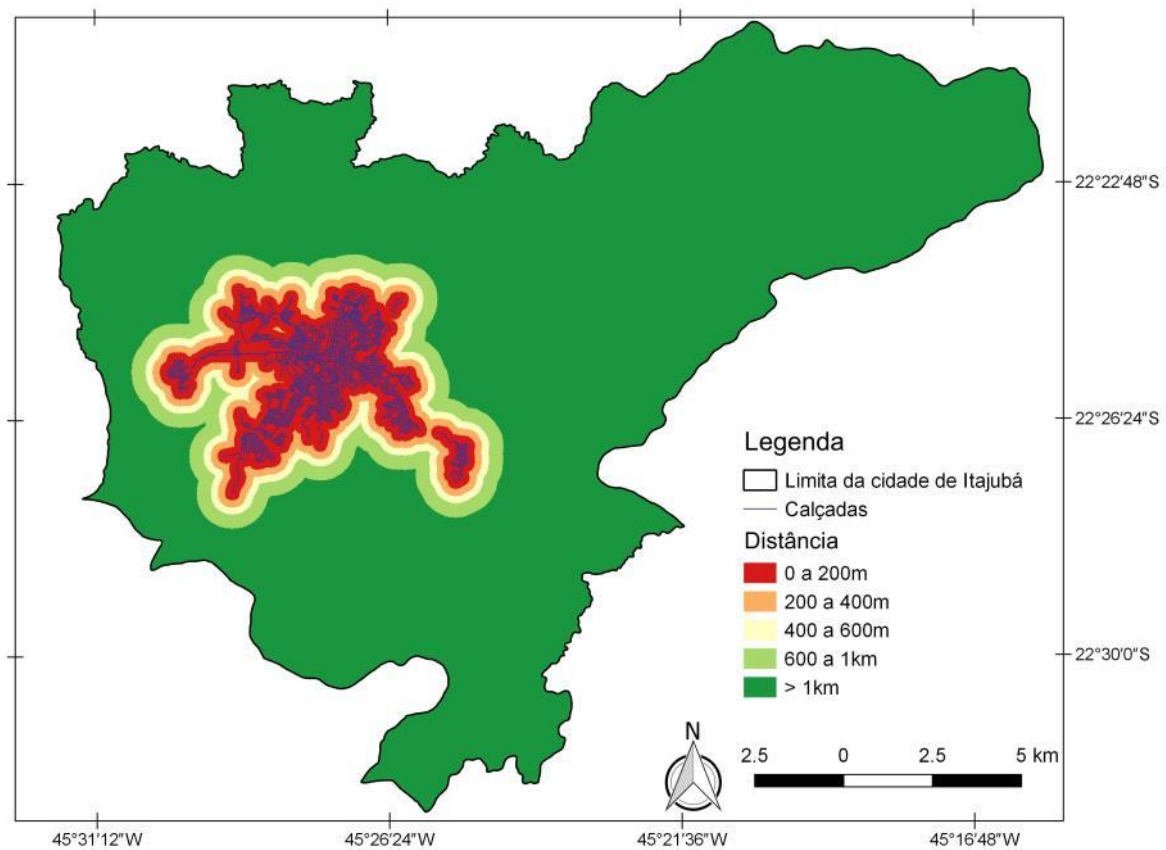 22°22'48"S
22°26'24"S
Legenda
Limita da cidade de Itajubá
Calçadas
Distância
0 a 200m
200 a 400m
400 a 600m
600 a 1km
> 1km
22°30'0"S
N
2.5 0 2.5 5 km
45°31'12"W 45°26'24"W 45°21'36"W 45°16'48"W